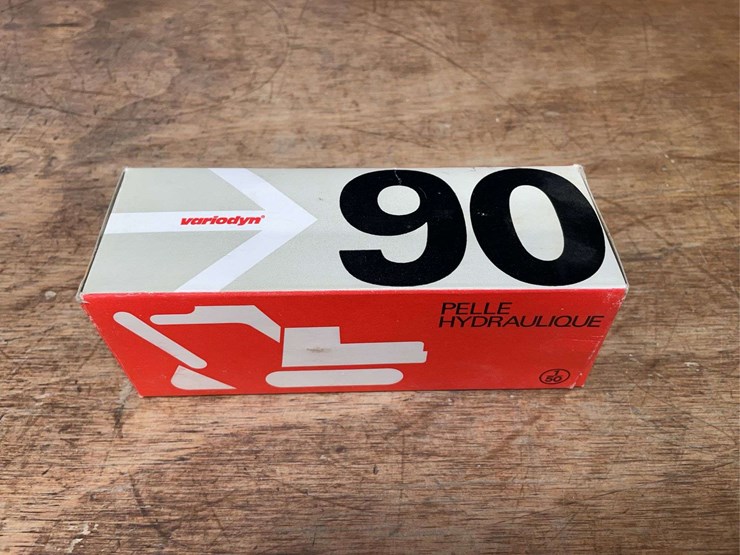 variodyn®
90
PELLE
HYDRAULIQUE
1
50